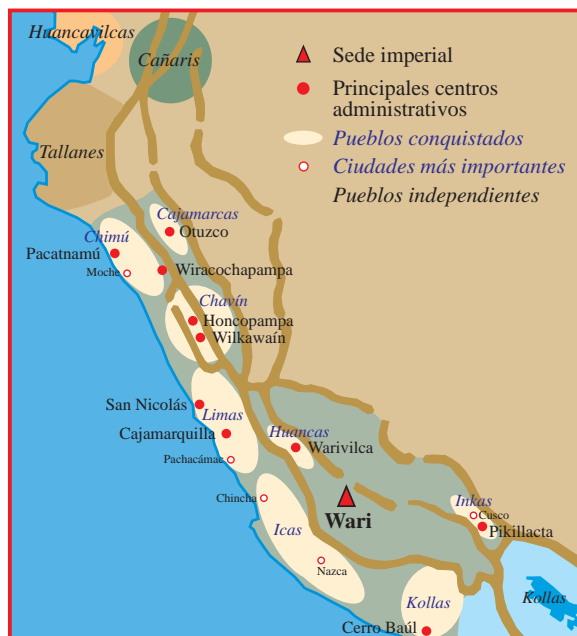 Huancavilcas
Cañaris
Tallanes
Sede imperial
Principales centros
administrativos
Pueblos conquistados
Ciudades más importantes
Pueblos independientes
Cajamarcas
Otuzco
Chimú
Pacatnamú
Moche
Wiracochapampa
Chavín
Honcopampa
Wilkawaín
San Nicolás
Limas
Cajamarquilla
Huancas
Warivilca
Pachacámac
Chincha
Wari
Inkas
Cusco
Pikillacta
Icas
Nazca
Kollas
Kollas
Cerro Baúl